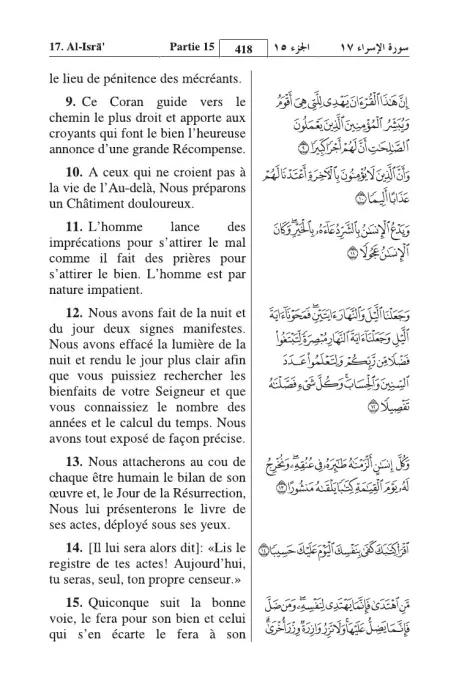 17. Al-Isrā' Partie 15 418 الجزء ١٥ سورة الإسراء ١٧
le lieu de pénitence des mécréants.
9. Ce Coran guide vers le
chemin le plus droit et apporte aux
croyants qui font le bien l'heureuse
annonce d'une grande Récompense.
10. A ceux qui ne croient pas à
la vie de l'Au-delà, Nous préparons
un Châtiment douloureux.
11. L'homme lance des
imprécations pour s'attirer le mal
comme il fait des prières pour
s'attirer le bien. L'homme est par
nature impatient.
12. Nous avons fait de la nuit et
du jour deux signes manifestes.
Nous avons effacé la lumière de la
nuit et rendu le jour plus clair afin
que vous puissiez rechercher les
bienfaits de votre Seigneur et que
vous connaissiez le nombre des
années et le calcul du temps. Nous
avons tout exposé de façon précise.
13. Nous attacherons au cou de
chaque être humain le bilan de son
œuvre et, le Jour de la Résurrection,
Nous lui présenterons le livre de
ses actes, déployé sous ses yeux.
14. [Il lui sera alors dit]: «Lis le
registre de tes actes! Aujourd'hui,
tu seras, seul, ton propre censeur.»
15. Quiconque suit la bonne
voie, le fera pour son bien et celui
qui s'en écarte le fera à son
إِنَّ هَٰذَا ٱلْقُرْءَانَ يَهْدِى لِلَّتِى هِىَ أَقْوَمُ
وَيُبَشِّرُ ٱلْمُؤْمِنِينَ ٱلَّذِينَ يَعْمَلُونَ
ٱلصَّٰلِحَٰتِ أَنَّ لَهُمْ أَجْرًا كَبِيرًا ٩
وَأَنَّ ٱلَّذِينَ لَا يُؤْمِنُونَ بِٱلْءَاخِرَةِ أَعْتَدْنَا لَهُمْ
عَذَابًا أَلِيمًا ١٠
وَيَدْعُ ٱلْإِنسَٰنُ بِٱلشَّرِّ دُعَآءَهُۥ بِٱلْخَيْرِ ۖ وَكَانَ
ٱلْإِنسَٰنُ عَجُولًا ١١
وَجَعَلْنَا ٱلَّيْلَ وَٱلنَّهَارَ ءَايَتَيْنِ ۖ فَمَحَوْنَآ ءَايَةَ
ٱلَّيْلِ وَجَعَلْنَآ ءَايَةَ ٱلنَّهَارِ مُبْصِرَةً لِّتَبْتَغُوا۟
فَضْلًا مِّن رَّبِّكُمْ وَلِتَعْلَمُوا۟ عَدَدَ
ٱلسِّنِينَ وَٱلْحِسَابَ ۚ وَكُلَّ شَىْءٍ فَصَّلْنَٰهُ
تَفْصِيلًا ١٢
وَكُلَّ إِنسَٰنٍ أَلْزَمْنَٰهُ طَٰٓئِرَهُۥ فِى عُنُقِهِۦ ۖ وَنُخْرِجُ
لَهُۥ يَوْمَ ٱلْقِيَٰمَةِ كِتَٰبًا يَلْقَىٰهُ مَنشُورًا ١٣
ٱقْرَأْ كِتَٰبَكَ كَفَىٰ بِنَفْسِكَ ٱلْيَوْمَ عَلَيْكَ حَسِيبًا ١٤
مَّنِ ٱهْتَدَىٰ فَإِنَّمَا يَهْتَدِى لِنَفْسِهِۦ ۖ وَمَن ضَلَّ
فَإِنَّمَا يَضِلُّ عَلَيْهَا ۚ وَلَا تَزِرُ وَازِرَةٌ وِزْرَ أُخْرَىٰ ۗ